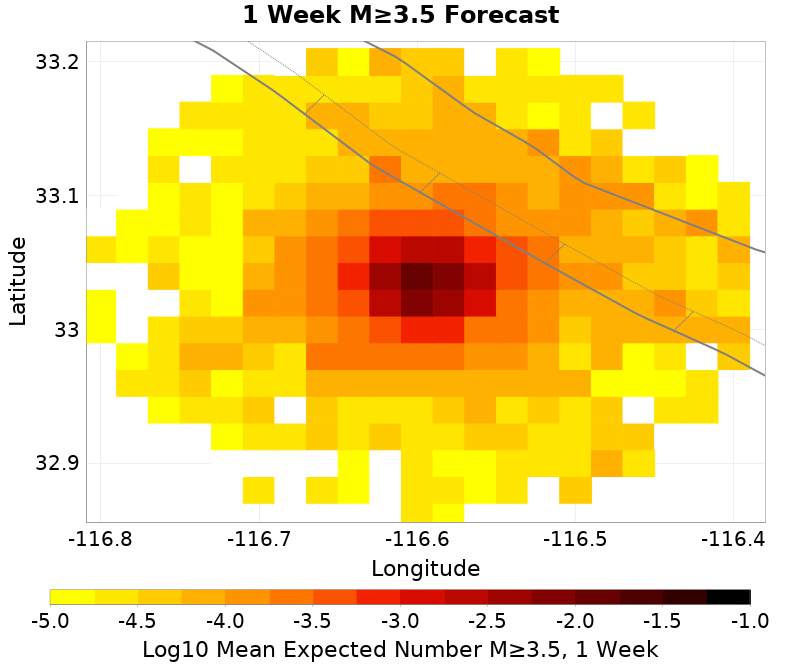 1 Week M≥3.5 Forecast
Latitude
33.2
33.1
33
32.9
-116.8 -116.7 -116.6 -116.5 -116.4
Longitude
-5.0 -4.5 -4.0 -3.5 -3.0 -2.5 -2.0 -1.5 -1.0
Log10 Mean Expected Number M≥3.5, 1 Week